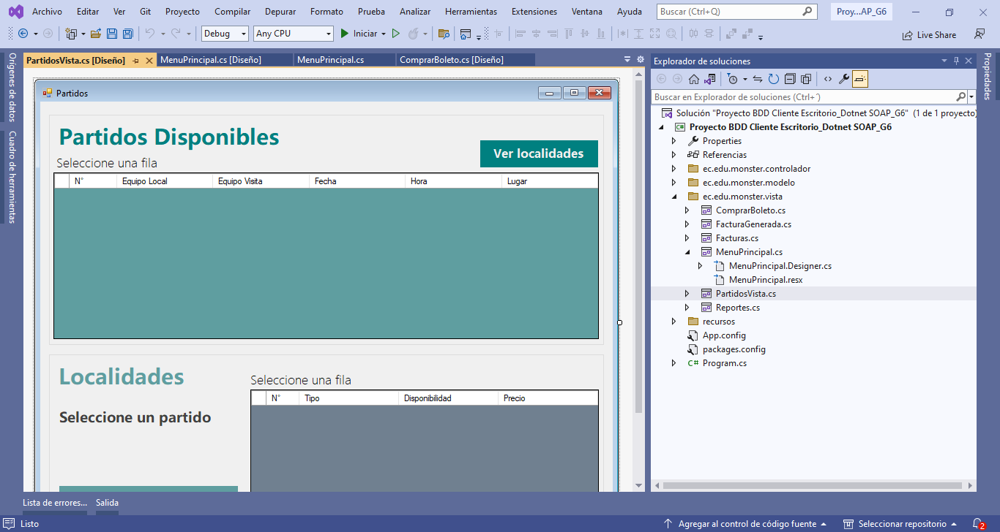 Archivo Editar Ver Git Proyecto Compilar Depurar Formato Prueba Analizar Herramientas Extensiones Ventana Ayuda Buscar (Ctrl+Q) Proy...AP_G6
Debug Any CPU Iniciar Live Share
Orígenes de datos
Cuadro de herramientas
PartidosVista.cs [Diseño] MenuPrincipal.cs [Diseño] MenuPrincipal.cs ComprarBoleto.cs [Diseño]
Partidos
Partidos Disponibles
Ver localidades
Seleccione una fila
N° Equipo Local Equipo Visita Fecha Hora Lugar
Localidades
Seleccione una fila
N° Tipo Disponibilidad Precio
Seleccione un partido
Explorador de soluciones
Buscar en Explorador de soluciones (Ctrl+´)
Solución "Proyecto BDD Cliente Escritorio_Dotnet SOAP_G6" (1 de 1 proyecto)
C# Proyecto BDD Cliente Escritorio_Dotnet SOAP_G6
Properties
Referencias
ec.edu.monster.controlador
ec.edu.monster.modelo
ec.edu.monster.vista
ComprarBoleto.cs
FacturaGenerada.cs
Facturas.cs
MenuPrincipal.cs
MenuPrincipal.Designer.cs
MenuPrincipal.resx
PartidosVista.cs
Reportes.cs
recursos
App.config
packages.config
C# Program.cs
Propiedades
Lista de errores... Salida
Listo Agregar al control de código fuente Seleccionar repositorio 2